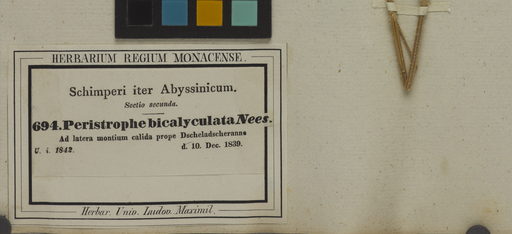 HERBARIUM REGIUM MONACENSE.
Schimperi iter Abyssinicum.
Sectio secunda.
694. Peristrophe bicalyculata Nees.
Ad latera montium calida prope Dscheladscheranne
U. i. 1842. d. 10. Dec. 1839.
Herbar. Univ. Ludov. Maximil.